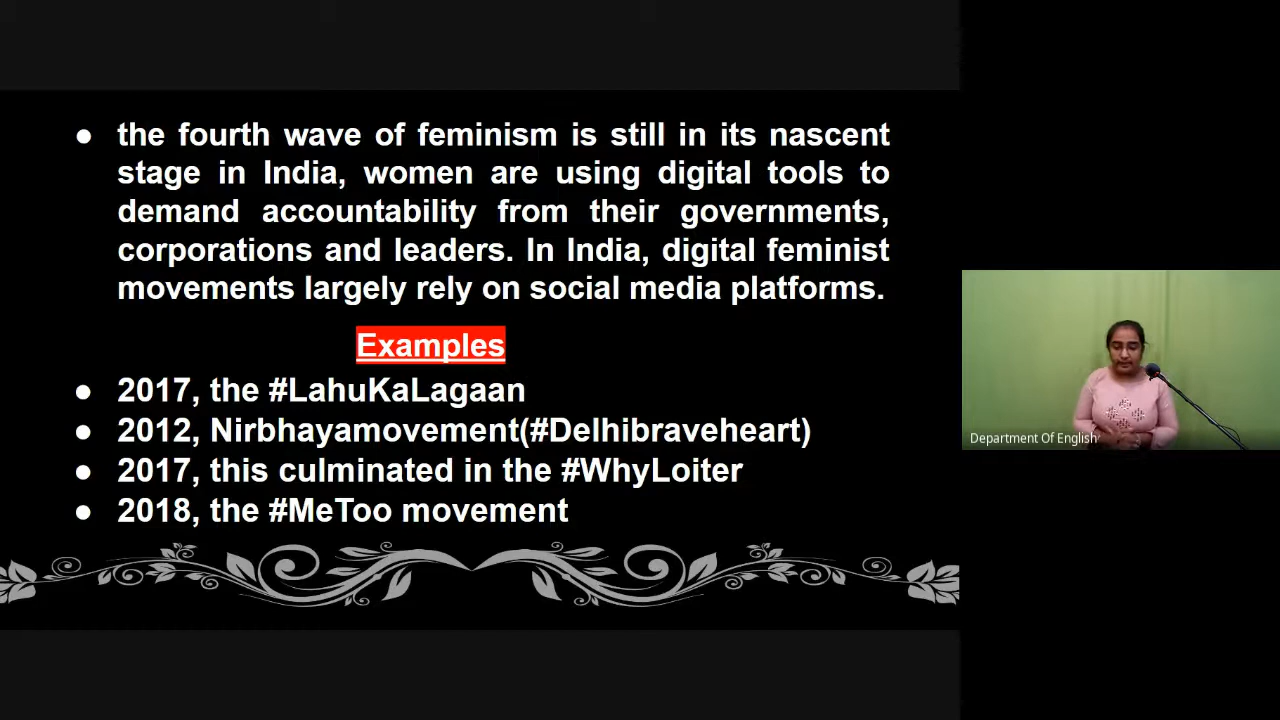 ● the fourth wave of feminism is still in its nascent
stage in India, women are using digital tools to
demand accountability from their governments,
corporations and leaders. In India, digital feminist
movements largely rely on social media platforms.
Examples
● 2017, the #LahuKaLagaan
● 2012, Nirbhayamovement(#Delhibraveheart)
● 2017, this culminated in the #WhyLoiter
● 2018, the #MeToo movement
Department Of English